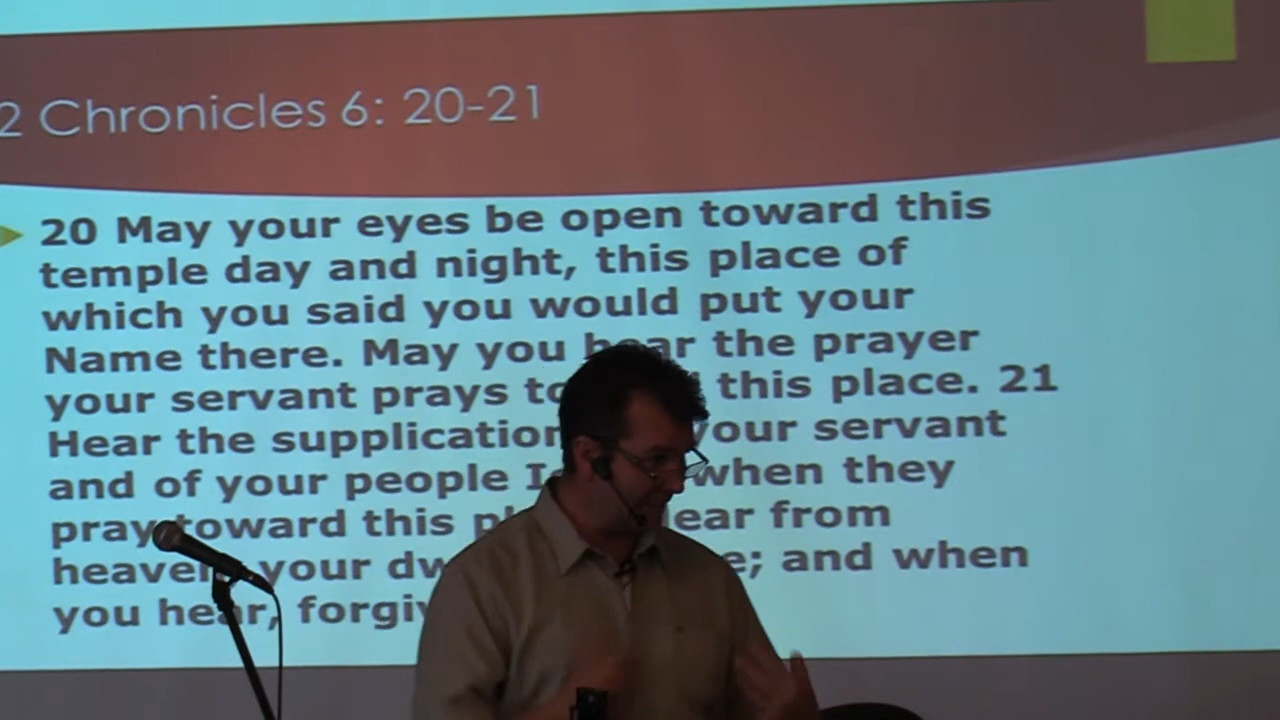 2 Chronicles 6: 20-21
20 May your eyes be open toward this
temple day and night, this place of
which you said you would put your
Name there. May you hear the prayer
your servant prays this place. 21
Hear the supplication your servant
and of your people when they
pray toward this from
heaven, your and when
you hear,